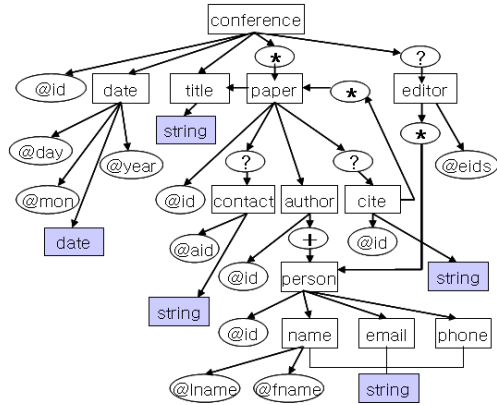 conference
*
?
@id
date
title
paper
*
editor
string
*
@day
@year
?
?
@eids
@mon
@id
contact
author
cite
date
@aid
+
@id
@id
person
string
string
@id
name
email
phone
@lname
@fname
string